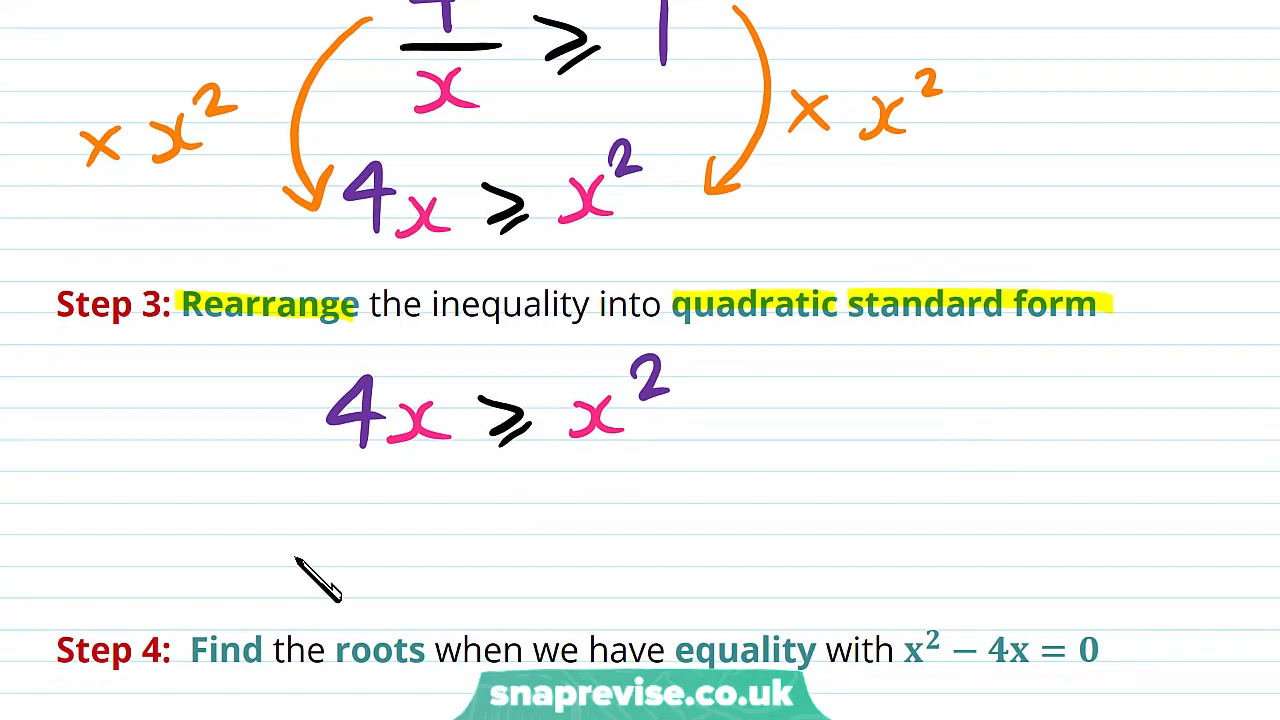 4/x ⩾ 1
× x² × x²
4x ⩾ x²
Step 3: Rearrange the inequality into quadratic standard form
4x ⩾ x²
Step 4: Find the roots when we have equality with x² − 4x = 0
snaprevise.co.uk